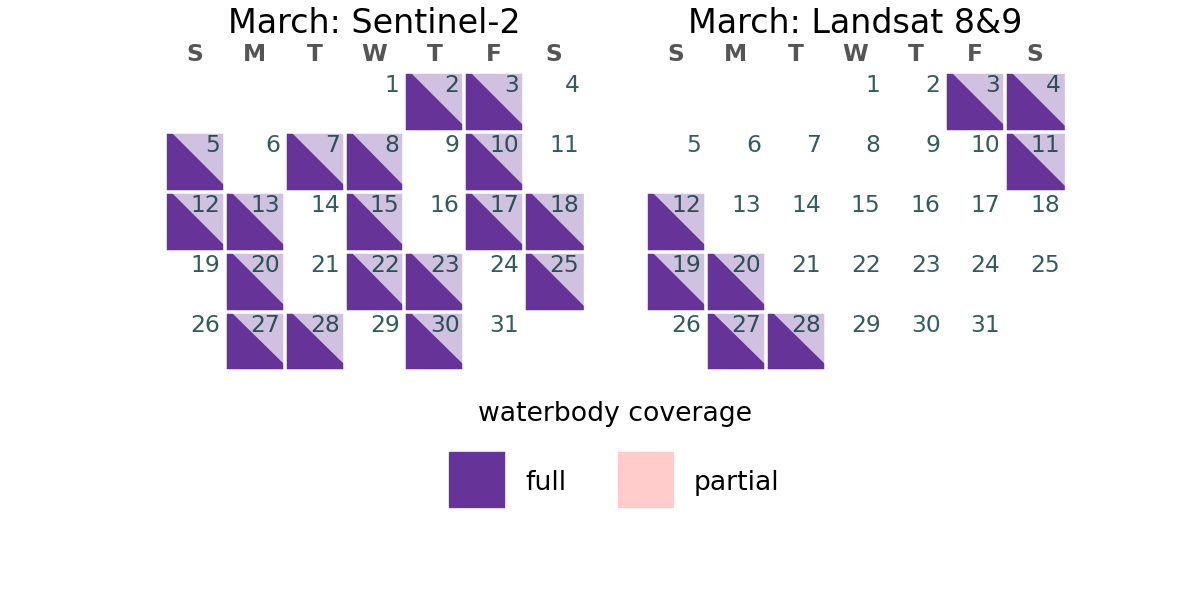 March: Sentinel-2
S M T W T F S
1 2 3 4
5 6 7 8 9 10 11
12 13 14 15 16 17 18
19 20 21 22 23 24 25
26 27 28 29 30 31
March: Landsat 8&9
S M T W T F S
1 2 3 4
5 6 7 8 9 10 11
12 13 14 15 16 17 18
19 20 21 22 23 24 25
26 27 28 29 30 31
waterbody coverage
full partial